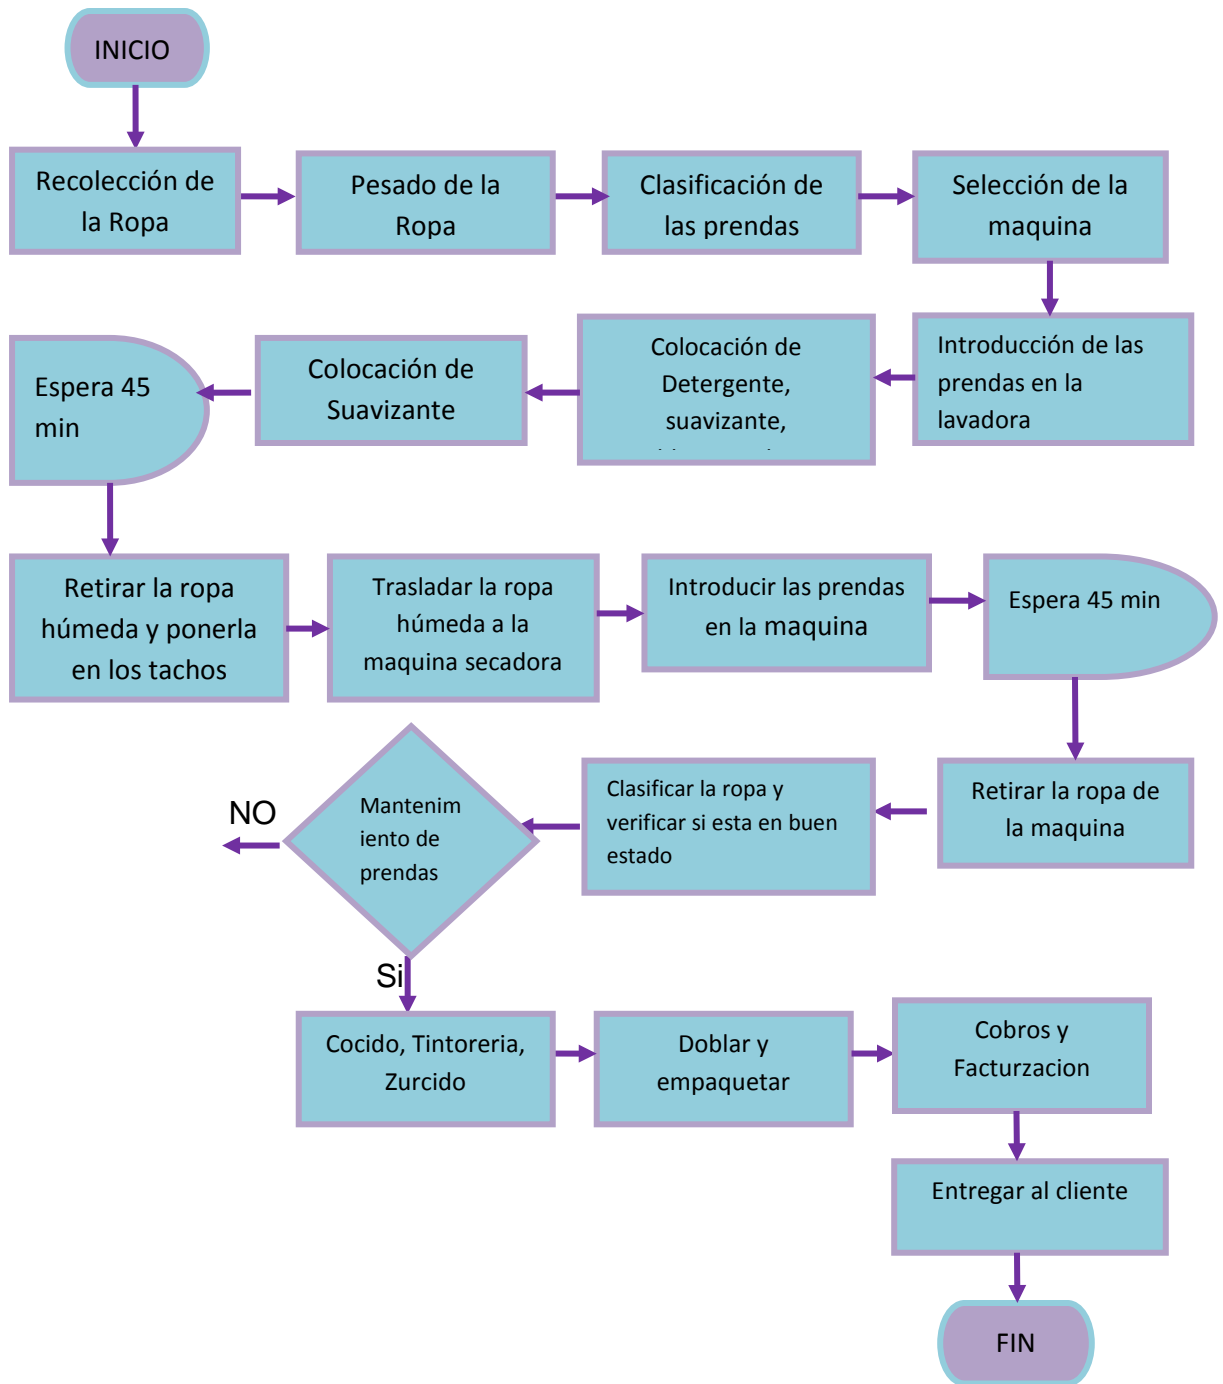 INICIO
Recolección de
la Ropa
Pesado de la
Ropa
Clasificación de
las prendas
Selección de la
maquina
Introducción de las
prendas en la
lavadora
Colocación de
Detergente,
suavizante,
Colocación de
Suavizante
Espera 45
min
Retirar la ropa
húmeda y ponerla
en los tachos
Trasladar la ropa
húmeda a la
maquina secadora
Introducir las prendas
en la maquina
Espera 45 min
Retirar la ropa de
la maquina
Clasificar la ropa y
verificar si esta en buen
estado
Mantenim
iento de
prendas
NO
Si
Cocido, Tintoreria,
Zurcido
Doblar y
empaquetar
Cobros y
Facturzacion
Entregar al cliente
FIN